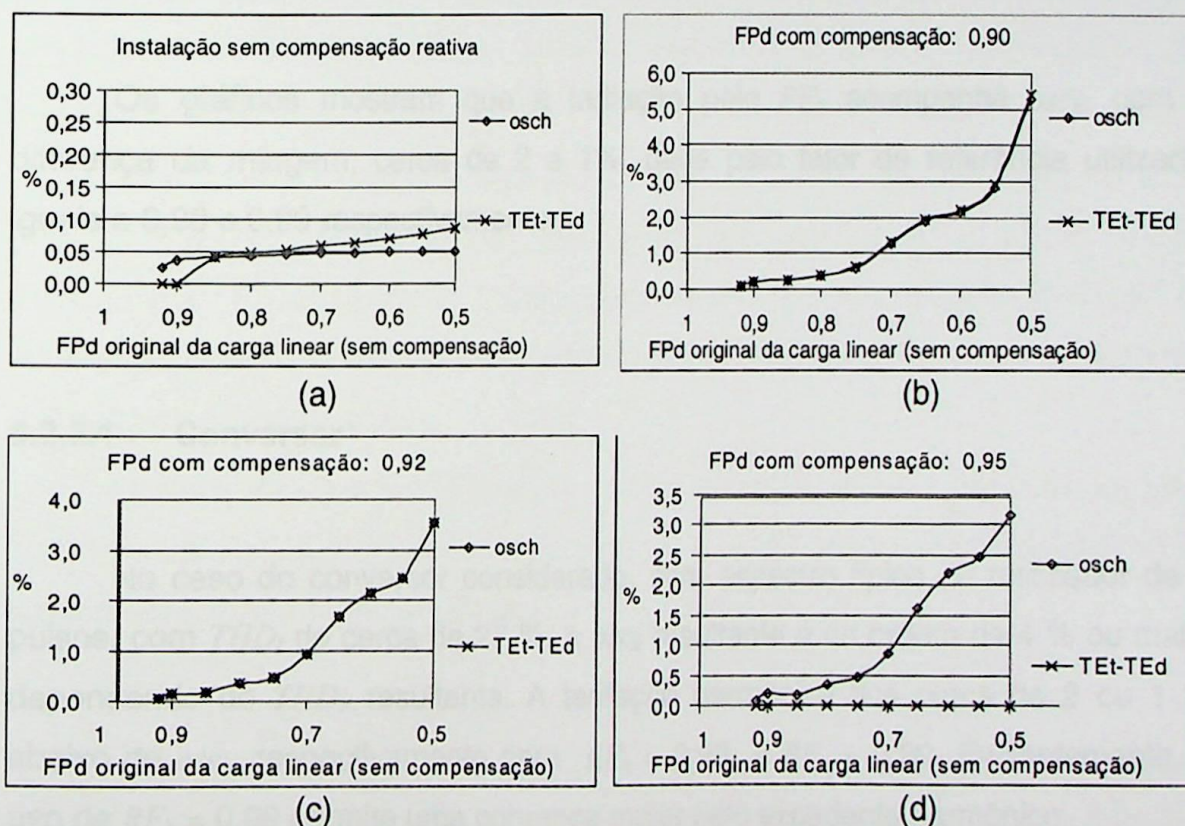 Instalação sem compensação reativa
0,30
0,25
0,20
%
0,15
0,10
0,05
0,00
1 0,9 0,8 0,7 0,6 0,5
osch
TEt-TEd
FPd original da carga linear (sem compensação)
(a)
FPd com compensação: 0,90
6,0
5,0
4,0
%
3,0
2,0
1,0
0,0
1 0,9 0,8 0,7 0,6 0,5
osch
TEt-TEd
FPd original da carga linear (sem compensação)
(b)
FPd com compensação: 0,92
4,0
3,0
%
2,0
1,0
0,0
1 0,9 0,7 0,5
osch
TEt-TEd
FPd original da carga linear (sem compensação)
(c)
FPd com compensação: 0,95
3,5
3,0
2,5
2,0
%
1,5
1,0
0,5
0,0
1 0,9 0,7 0,5
osch
TEt-TEd
FPd original da carga linear (sem compensação)
(d)